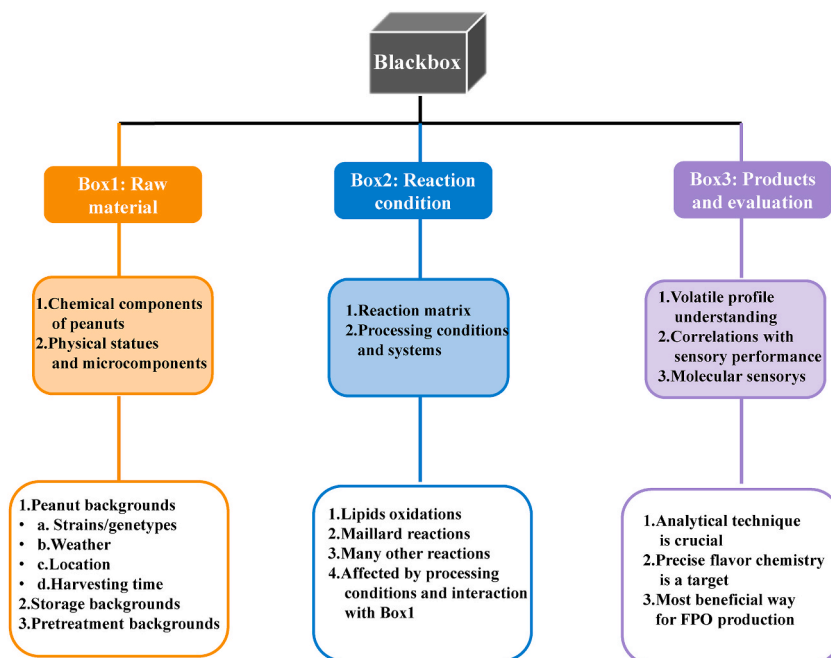 Blackbox
Box1: Raw
material
Box2: Reaction
condition
Box3: Products
and evaluation
1.Chemical components
of peanuts
2.Physical statues
and microcomponents
1.Reaction matrix
2.Processing conditions
and systems
1.Volatile profile
understanding
2.Correlations with
sensory performance
3.Molecular sensorys
1.Peanut backgrounds
• a. Strains/genetypes
• b.Weather
• c.Location
• d.Harvesting time
2.Storage backgrounds
3.Pretreatment backgrounds
1.Lipids oxidations
2.Maillard reactions
3.Many other reactions
4.Affected by processing
conditions and interaction
with Box1
1.Analytical technique
is crucial
2.Precise flavor chemistry
is a target
3.Most beneficial way
for FPO production